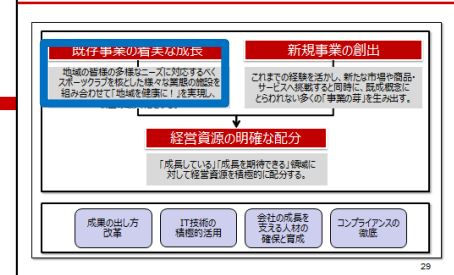 既存事業の着実な成長
地域の皆様の多様なニーズに対応するべく
スポーツクラブを核とした様々な業態の施設を
組み合わせて「地域を健康に！」を実現し、
新規事業の創出
これまでの経験を活かし、新たな市場や商品・
サービスへ挑戦すると同時に、既成概念に
とらわれない多くの「事業の芽」を生み出す。
経営資源の明確な配分
「成長している」「成長を期待できる」領域に
対して経営資源を積極的に配分する。
成果の出し方
改革
IT技術の
積極的活用
会社の成長を
支える人材の
確保と育成
コンプライアンスの
徹底
29